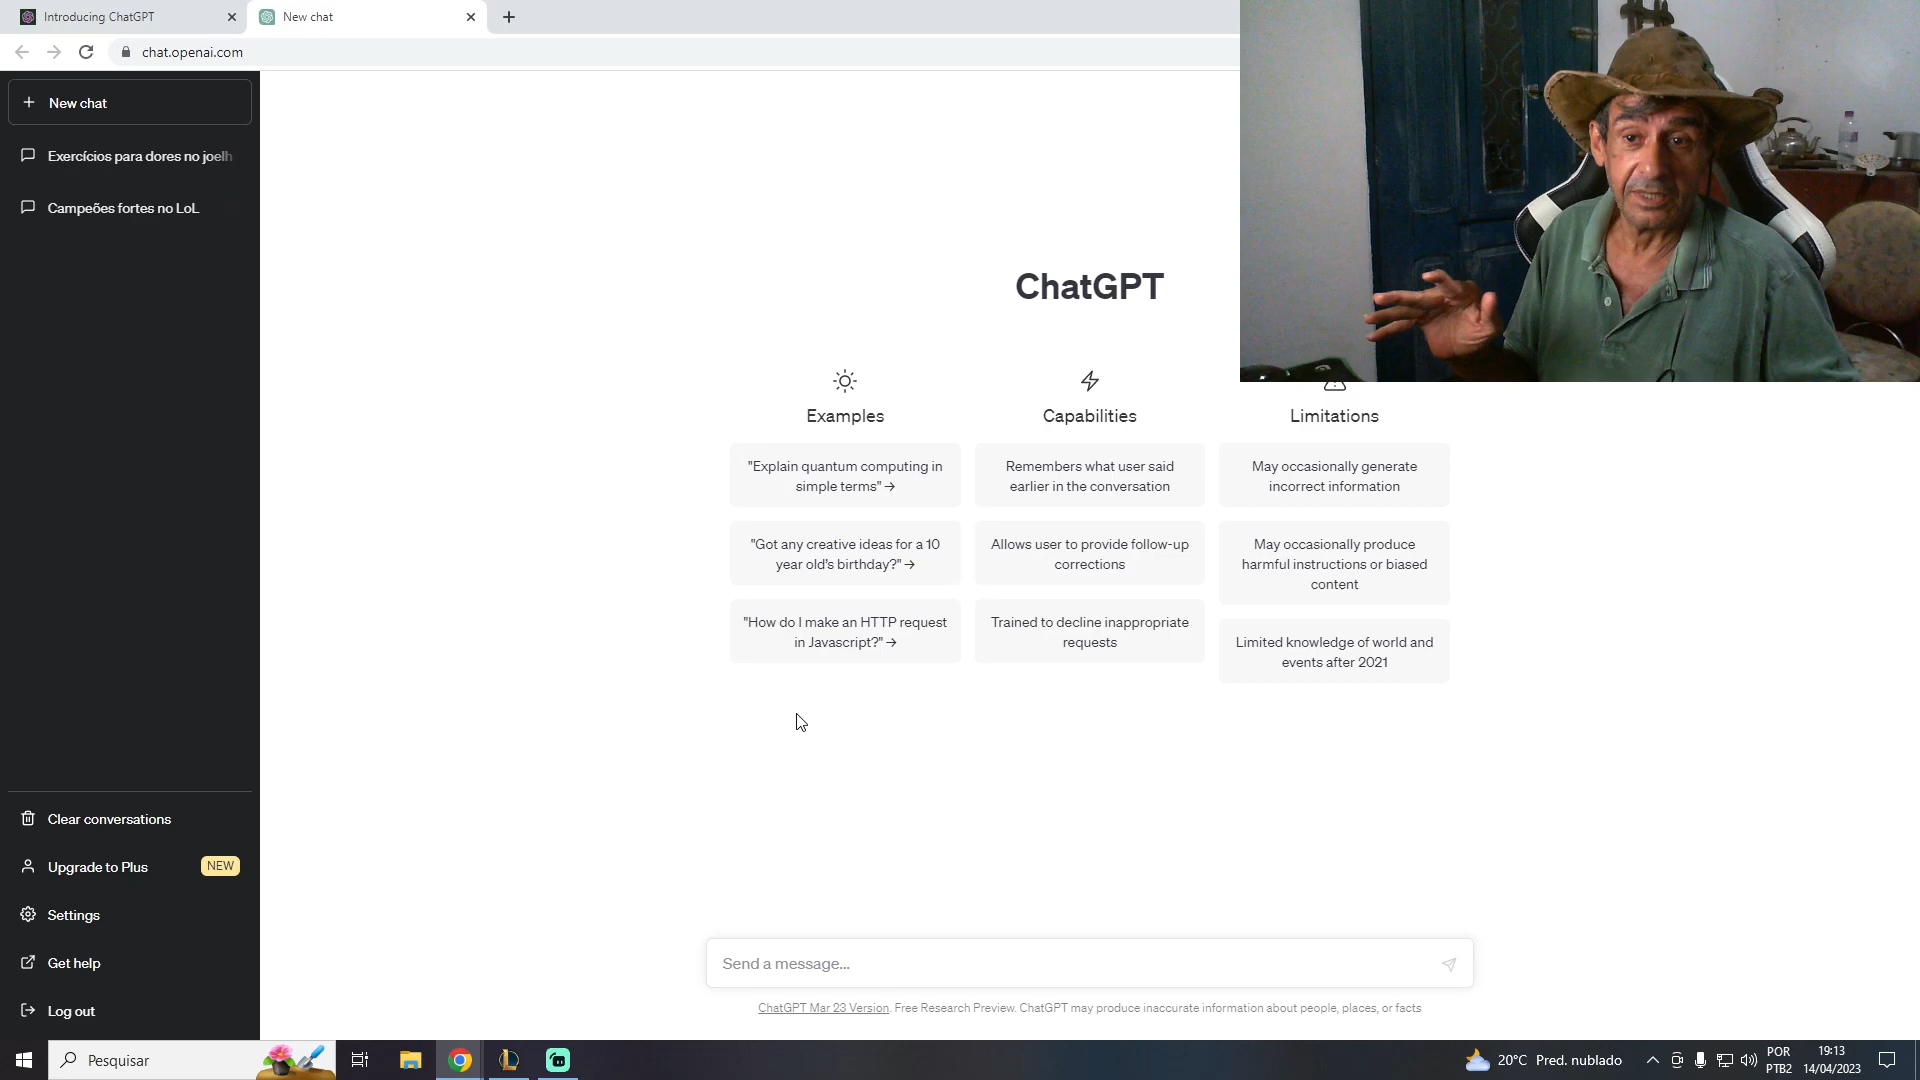 Introducing ChatGPT
New chat
chat.openai.com
New chat
Exercícios para dores no joelh
Campeões fortes no LoL
ChatGPT
Examples
"Explain quantum computing in
simple terms" →
"Got any creative ideas for a 10
year old's birthday?" →
"How do I make an HTTP request
in Javascript?" →
Capabilities
Remembers what user said
earlier in the conversation
Allows user to provide follow-up
corrections
Trained to decline inappropriate
requests
Limitations
May occasionally generate
incorrect information
May occasionally produce
harmful instructions or biased
content
Limited knowledge of world and
events after 2021
Clear conversations
Upgrade to Plus NEW
Settings
Get help
Log out
Send a message...
ChatGPT Mar 23 Version. Free Research Preview. ChatGPT may produce inaccurate information about people, places, or facts
Pesquisar
20°C Pred. nublado
POR
PTB2
19:13
14/04/2023